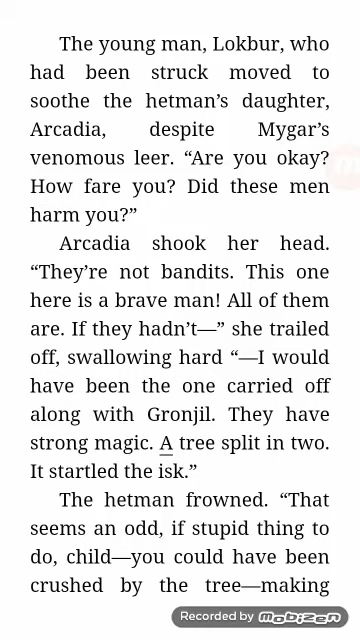 The young man, Lokbur, who
had been struck moved to
soothe the hetman’s daughter,
Arcadia, despite Mygar’s
venomous leer. “Are you okay?
How fare you? Did these men
harm you?”
Arcadia shook her head.
“They’re not bandits. This one
here is a brave man! All of them
are. If they hadn’t—” she trailed
off, swallowing hard “—I would
have been the one carried off
along with Gronjil. They have
strong magic. A tree split in two.
It startled the isk.”
The hetman frowned. “That
seems an odd, if stupid thing to
do, child—you could have been
crushed by the tree—making
Recorded by mobizen